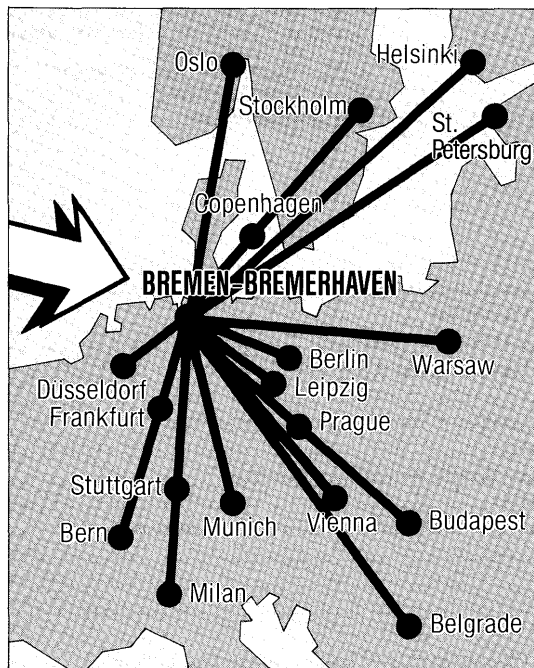 Oslo
Helsinki
Stockholm
St.
Petersburg
Copenhagen
BREMEN-BREMERHAVEN
Berlin
Warsaw
Düsseldorf
Leipzig
Frankfurt
Prague
Stuttgart
Munich
Vienna
Budapest
Bern
Milan
Belgrade